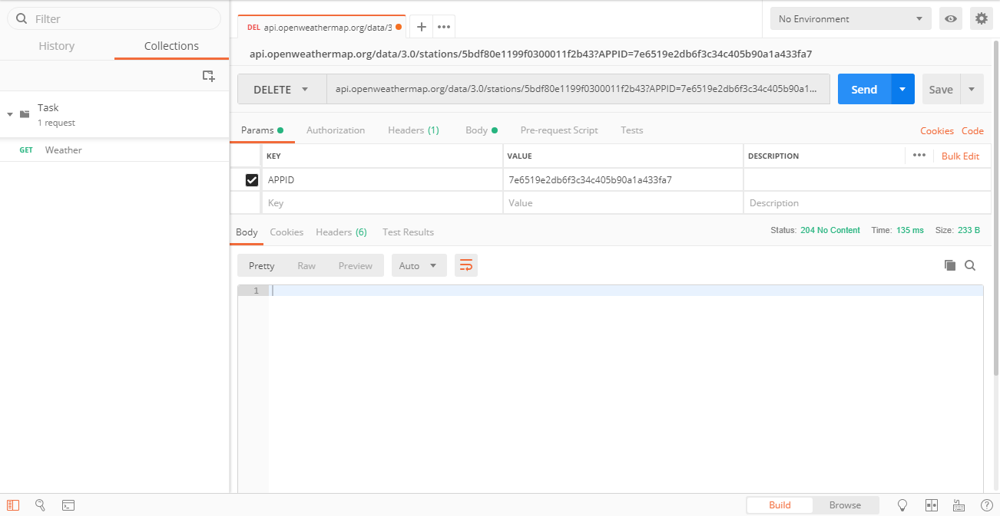 Filter
History Collections
Task
1 request
GET Weather
DEL api.openweathermap.org/data/3
No Environment
api.openweathermap.org/data/3.0/stations/5bdf80e1199f0300011f2b43?APPID=7e6519e2db6f3c34c405b90a1a433fa7
DELETE api.openweathermap.org/data/3.0/stations/5bdf80e1199f0300011f2b43?APPID=7e6519e2db6f3c34c405b90a1... Send Save
Params Authorization Headers (1) Body Pre-request Script Tests Cookies Code
KEY VALUE DESCRIPTION Bulk Edit
APPID 7e6519e2db6f3c34c405b90a1a433fa7
Key Value Description
Body Cookies Headers (6) Test Results Status: 204 No Content Time: 135 ms Size: 233 B
Pretty Raw Preview Auto
1
Build Browse